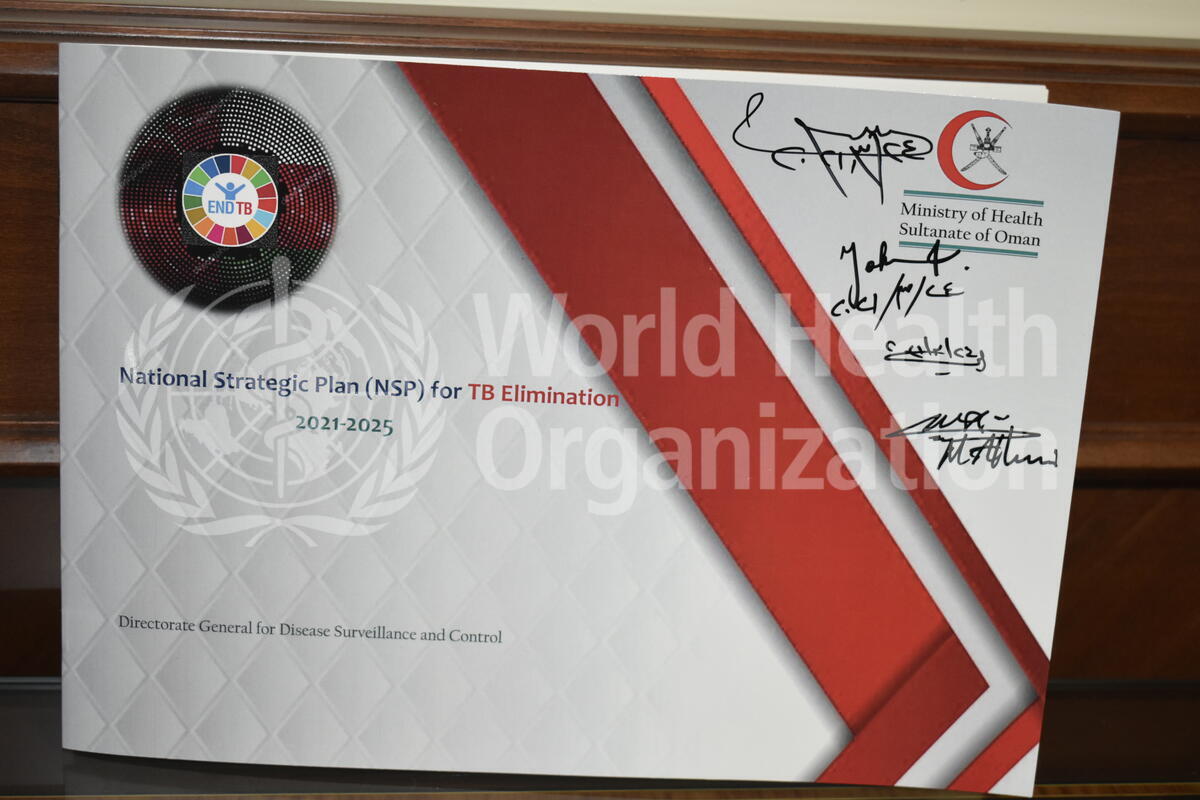 END TB
Ministry of Health
Sultanate of Oman
National Strategic Plan (NSP) for TB Elimination
2021-2025
Directorate General for Disease Surveillance and Control
World Health
Organization